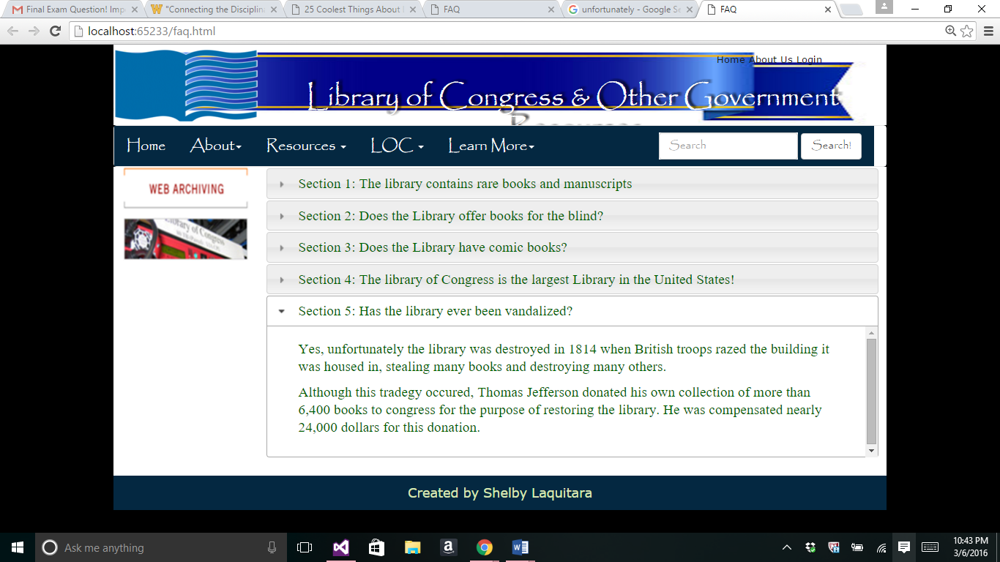 Final Exam Question! Imp
"Connecting the Disciplin
25 Coolest Things About
FAQ
unfortunately - Google Se
FAQ
localhost:65233/faq.html
Home About Us Login
Library of Congress & Other Government
Resources
Home About Resources LOC Learn More Search Search!
WEB ARCHIVING
Library of Congress
Section 1: The library contains rare books and manuscripts
Section 2: Does the Library offer books for the blind?
Section 3: Does the Library have comic books?
Section 4: The library of Congress is the largest Library in the United States!
Section 5: Has the library ever been vandalized?
Yes, unfortunately the library was destroyed in 1814 when British troops razed the building it
was housed in, stealing many books and destroying many others.
Although this tradegy occured, Thomas Jefferson donated his own collection of more than
6,400 books to congress for the purpose of restoring the library. He was compensated nearly
24,000 dollars for this donation.
Created by Shelby Laquitara
Ask me anything
10:43 PM
3/6/2016